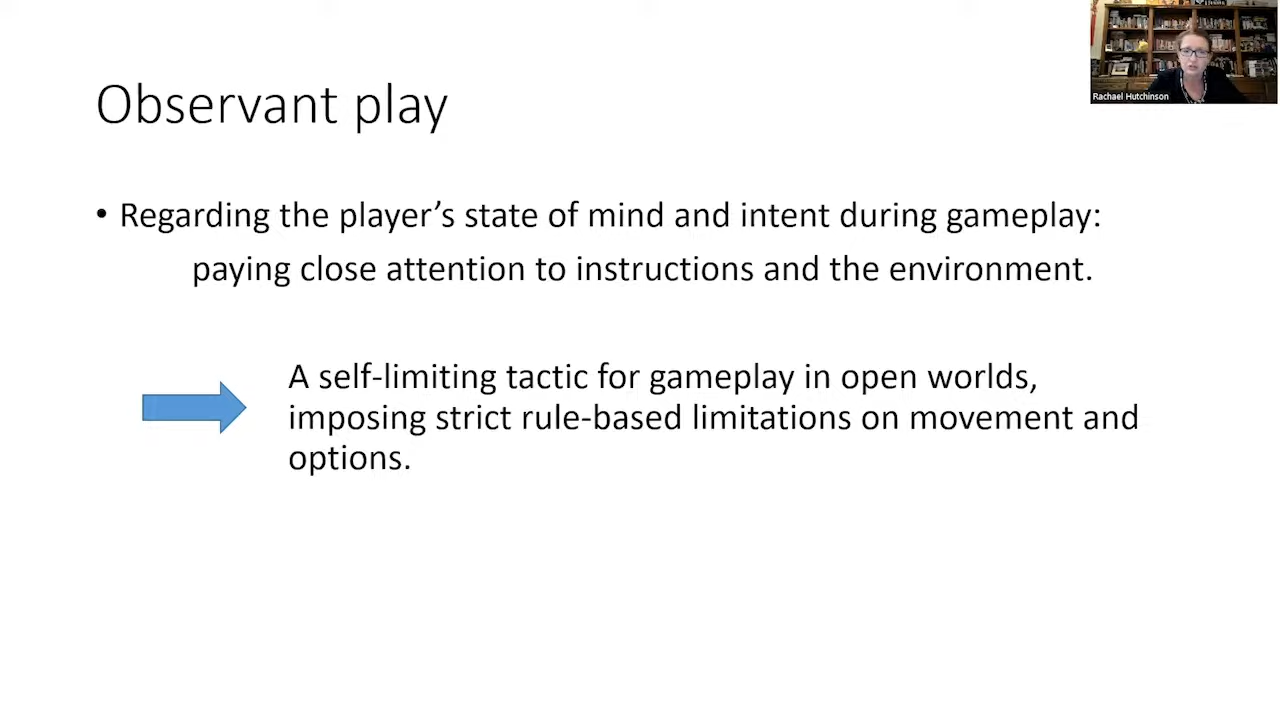 Rachael Hutchinson
Observant play
• Regarding the player’s state of mind and intent during gameplay:
paying close attention to instructions and the environment.
A self-limiting tactic for gameplay in open worlds,
imposing strict rule-based limitations on movement and
options.